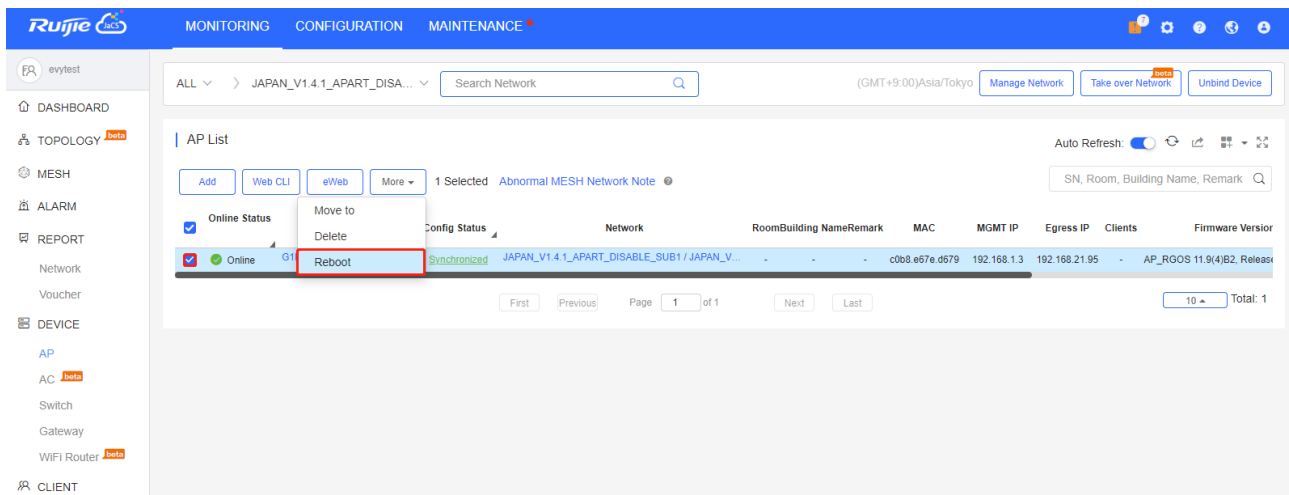 Ruijie JaCS MONITORING CONFIGURATION MAINTENANCE
evytest
ALL JAPAN_V1.4.1_APART_DISA... Search Network (GMT+9:00)Asia/Tokyo Manage Network Take over Network beta Unbind Device
DASHBOARD
TOPOLOGY beta
MESH
ALARM
REPORT
Network
Voucher
DEVICE
AP
AC beta
Switch
Gateway
WiFi Router beta
CLIENT
AP List
Auto Refresh:
Add Web CLI eWeb More 1 Selected Abnormal MESH Network Note
SN, Room, Building Name, Remark
Move to
Delete
Reboot
Online Status Config Status Network Room Building Name Remark MAC MGMT IP Egress IP Clients Firmware Version
Online G1 Synchronized JAPAN_V1.4.1_APART_DISABLE_SUB1 / JAPAN_V... - - - c0b8.e67e.d679 192.168.1.3 192.168.21.95 - AP_RGOS 11.9(4)B2, Release
First Previous Page 1 of 1 Next Last 10 Total: 1